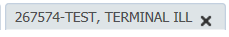 267574-TEST, TERMINAL ILL